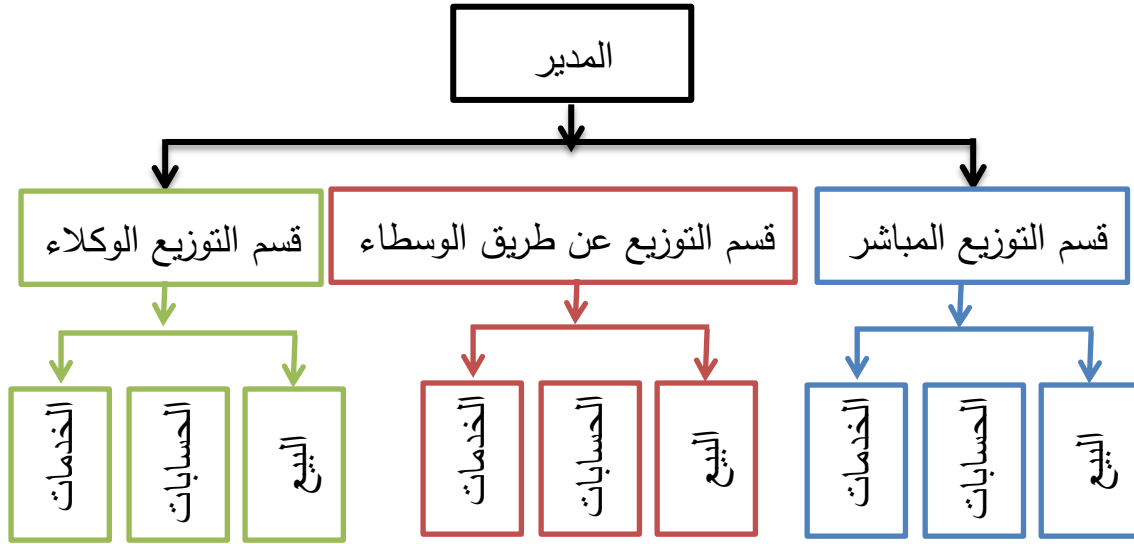 المدير
قسم التوزيع المباشر
قسم التوزيع عن طريق الوسطاء
قسم التوزيع الوكلاء
البيع
الحسابات
الخدمات
البيع
الحسابات
الخدمات
البيع
الحسابات
الخدمات